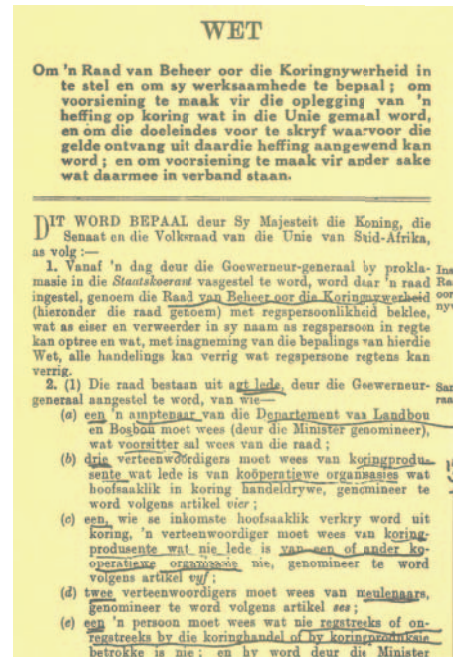 WET
Om 'n Raad van Beheer oor die Koringnywerheid in
te stel en om sy werksaamhede te bepaal; om
voorsiening te maak vir die oplegging van 'n
heffing op koring wat in die Unie gemaal word,
en om die doeleindes voor te skryf waarvoor die
gelde ontvang uit daardie heffing aangewend kan
word; en om voorsiening te maak vir ander sake
wat daarmee in verband staan.
DIT WORD BEPAAL deur Sy Majesteit die Koning, die
Senaat en die Volksraad van die Unie van Suid-Afrika,
as volg:—
1. Vanaf 'n dag deur die Goewerneur-generaal by prokla-
masie in die Staatskoerant vasgestel te word, word daar 'n raad
ingestel, genoem die Raad van Beheer oor die Koringnywerheid
(hieronder die raad genoem) met regspersoonlikheid beklee,
wat as eiser en verweerder in sy naam as regspersoon in regte
kan optree en wat, met inagneming van die bepalings van hierdie
Wet, alle handelings kan verrig wat regspersone regtens kan
verrig.
2. (1) Die raad bestaan uit agt lede, deur die Goewerneur-
generaal aangestel te word, van wie—
(a) een 'n amptenaar van die Departement van Landbou
en Bosbou moet wees (deur die Minister genomineer),
wat voorsitter sal wees van die raad;
(b) drie verteenwoordigers moet wees van koringprodu-
sente wat lede is van koöperatiewe organisasies wat
hoofsaaklik in koring handeldrywe, genomineer te
word volgens artikel vier;
(c) een, wie se inkomste hoofsaaklik verkry word uit
koring, 'n verteenwoordiger moet wees van koring-
produsente wat nie lede is van een of ander ko-
operatiewe organisasie nie, genomineer te word
volgens artikel vyf;
(d) twee verteenwoordigers moet wees van meulenaars,
genomineer te word volgens artikel ses;
(e) een 'n persoon moet wees wat nie regstreeks of on-
regstreeks by die koringhandel of by koringproduksie
betrokke is nie; en hy word deur die Minister